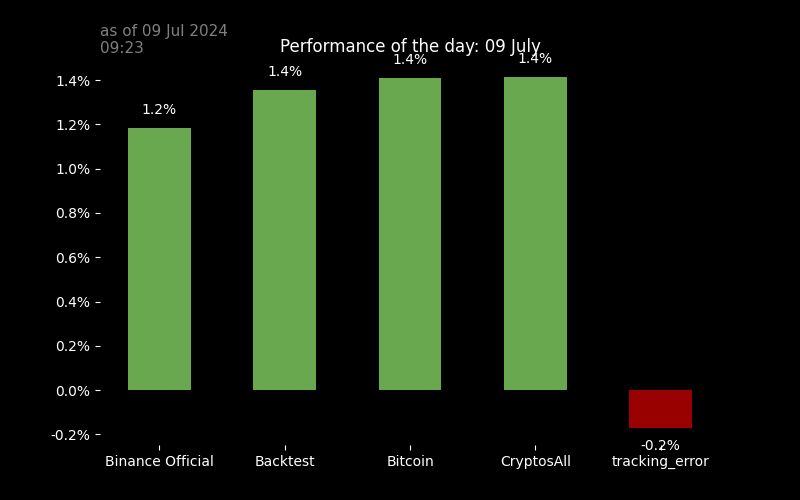 as of 09 Jul 2024
09:23
Performance of the day: 09 July
1.4%
1.2%
1.0%
0.8%
0.6%
0.4%
0.2%
0.0%
-0.2%
1.2%
1.4%
1.4%
1.4%
-0.2%
Binance Official
Backtest
Bitcoin
CryptosAll
tracking_error